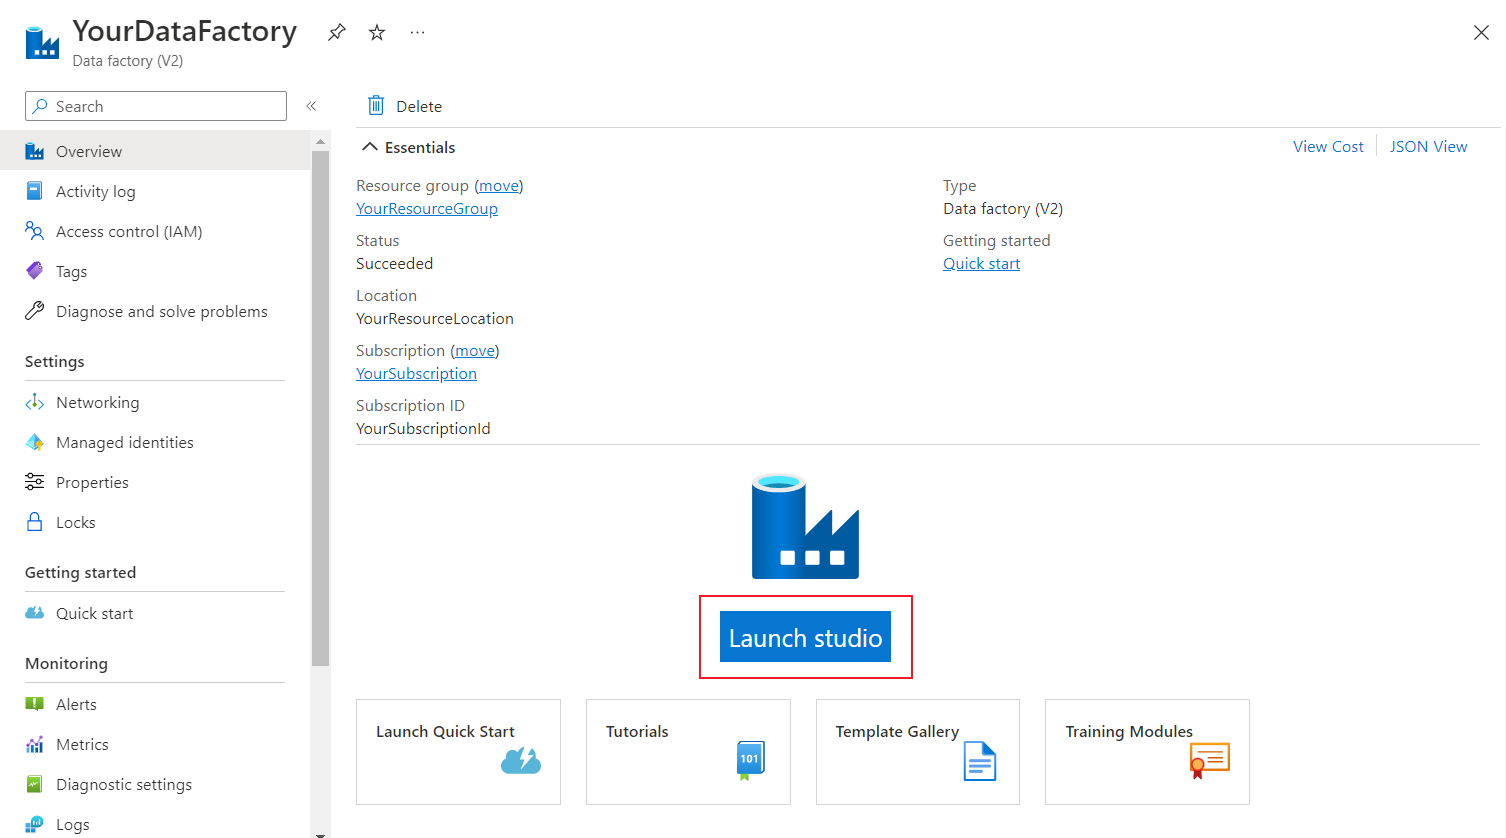 YourDataFactory
Data factory (V2)
Search
Overview
Activity log
Access control (IAM)
Tags
Diagnose and solve problems
Settings
Networking
Managed identities
Properties
Locks
Getting started
Quick start
Monitoring
Alerts
Metrics
Diagnostic settings
Logs
Delete
Essentials
View Cost
JSON View
Resource group (move)
YourResourceGroup
Status
Succeeded
Location
YourResourceLocation
Subscription (move)
YourSubscription
Subscription ID
YourSubscriptionId
Type
Data factory (V2)
Getting started
Quick start
Launch studio
Launch Quick Start
Tutorials
101
Template Gallery
Training Modules